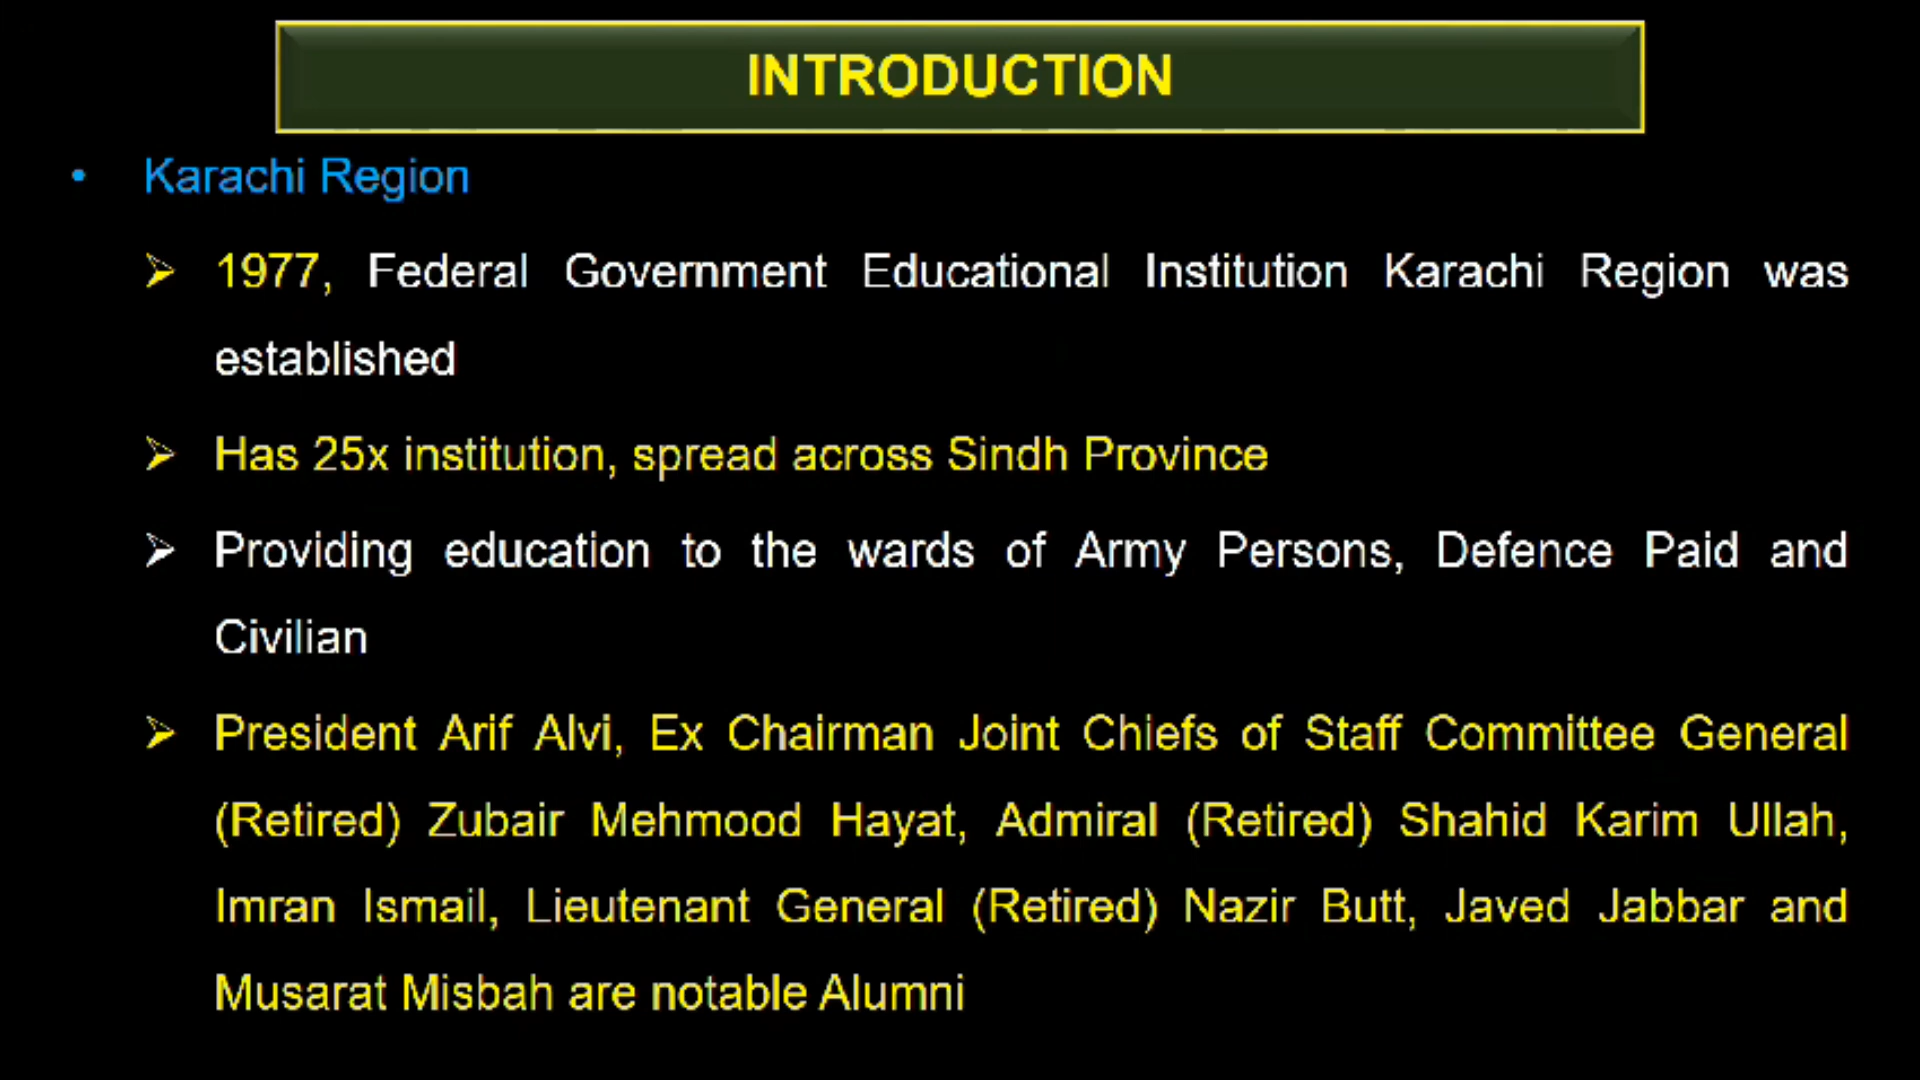 INTRODUCTION
• Karachi Region
➢ 1977, Federal Government Educational Institution Karachi Region was
established
➢ Has 25x institution, spread across Sindh Province
➢ Providing education to the wards of Army Persons, Defence Paid and
Civilian
➢ President Arif Alvi, Ex Chairman Joint Chiefs of Staff Committee General
(Retired) Zubair Mehmood Hayat, Admiral (Retired) Shahid Karim Ullah,
Imran Ismail, Lieutenant General (Retired) Nazir Butt, Javed Jabbar and
Musarat Misbah are notable Alumni